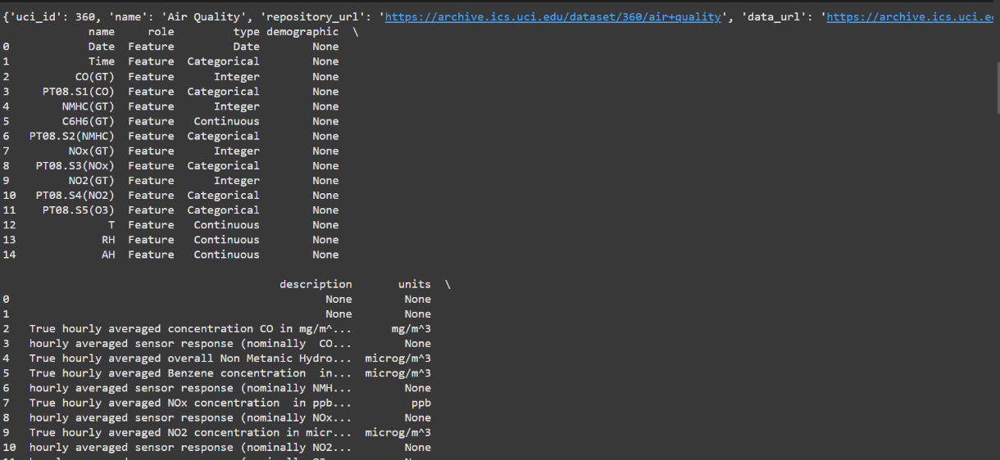 {'uci_id': 360, 'name': 'Air Quality', 'repository_url': 'https://archive.ics.uci.edu/dataset/360/air+quality', 'data_url': 'https://archive.ics.uci.e
name role type demographic \
0 Date Feature Date None
1 Time Feature Categorical None
2 CO(GT) Feature Integer None
3 PT08.S1(CO) Feature Categorical None
4 NMHC(GT) Feature Integer None
5 C6H6(GT) Feature Continuous None
6 PT08.S2(NMHC) Feature Categorical None
7 NOx(GT) Feature Integer None
8 PT08.S3(NOx) Feature Categorical None
9 NO2(GT) Feature Integer None
10 PT08.S4(NO2) Feature Categorical None
11 PT08.S5(O3) Feature Categorical None
12 T Feature Continuous None
13 RH Feature Continuous None
14 AH Feature Continuous None
description units \
0 None None
1 None None
2 True hourly averaged concentration CO in mg/m^... mg/m^3
3 hourly averaged sensor response (nominally  CO... None
4 True hourly averaged overall Non Metanic Hydro... microg/m^3
5 True hourly averaged Benzene concentration  in... microg/m^3
6 hourly averaged sensor response (nominally NMH... None
7 True hourly averaged NOx concentration  in ppb... ppb
8 hourly averaged sensor response (nominally NOx... None
9 True hourly averaged NO2 concentration in micr... microg/m^3
10 hourly averaged sensor response (nominally NO2... None